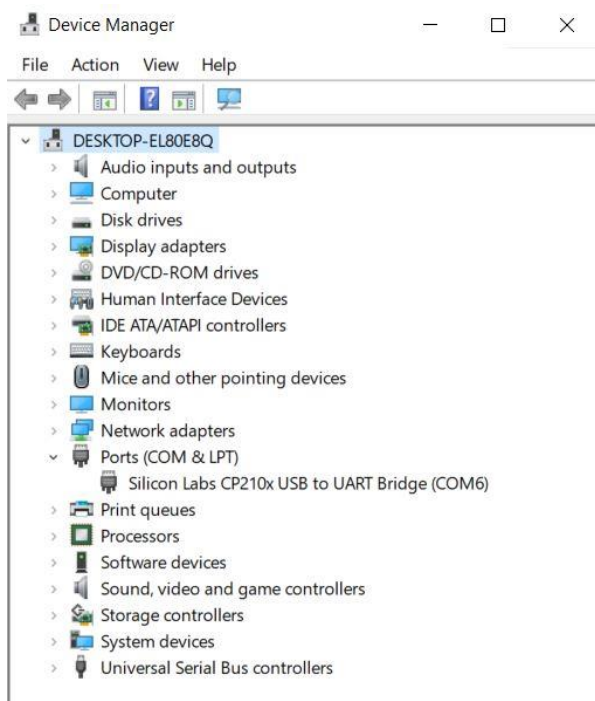 Device Manager
File Action View Help
DESKTOP-EL80E8Q
Audio inputs and outputs
Computer
Disk drives
Display adapters
DVD/CD-ROM drives
Human Interface Devices
IDE ATA/ATAPI controllers
Keyboards
Mice and other pointing devices
Monitors
Network adapters
Ports (COM & LPT)
Silicon Labs CP210x USB to UART Bridge (COM6)
Print queues
Processors
Software devices
Sound, video and game controllers
Storage controllers
System devices
Universal Serial Bus controllers